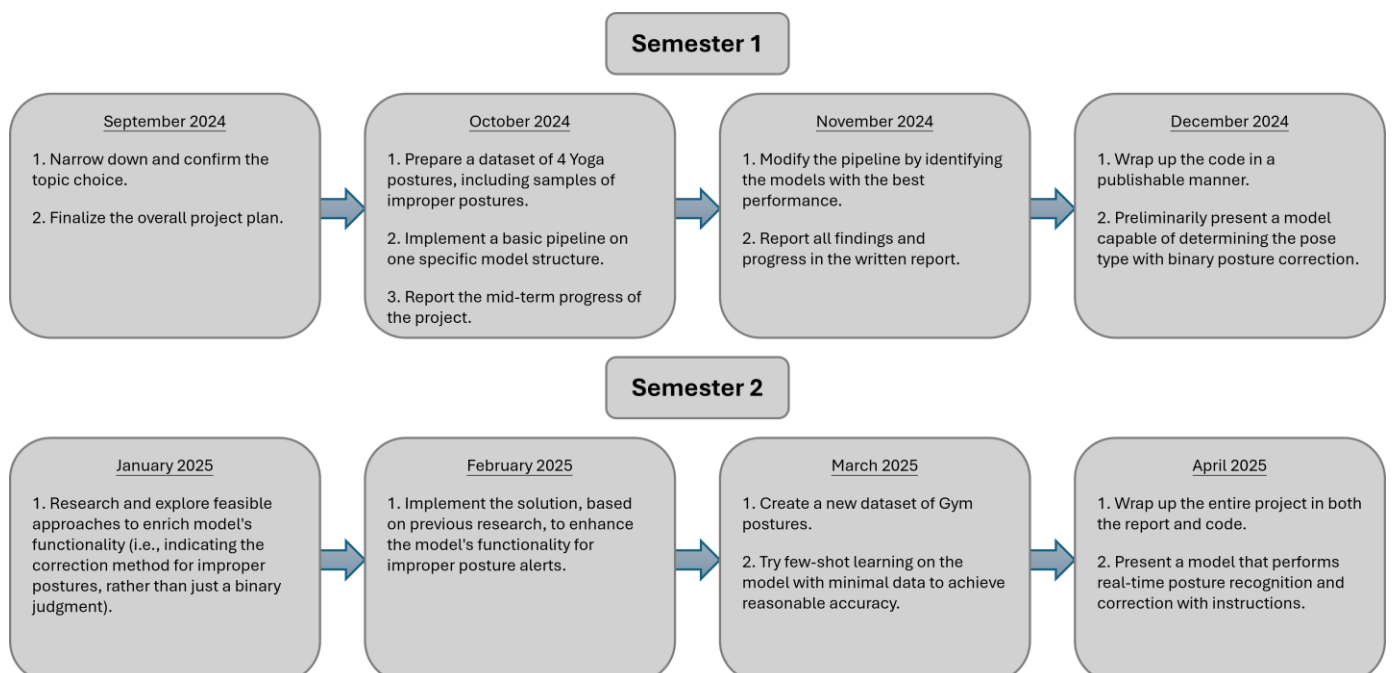 Semester 1
September 2024
1. Narrow down and confirm the
topic choice.
2. Finalize the overall project plan.
October 2024
1. Prepare a dataset of 4 Yoga
postures, including samples of
improper postures.
2. Implement a basic pipeline on
one specific model structure.
3. Report the mid-term progress of
the project.
November 2024
1. Modify the pipeline by identifying
the models with the best
performance.
2. Report all findings and
progress in the written report.
December 2024
1. Wrap up the code in a
publishable manner.
2. Preliminarily present a model
capable of determining the pose
type with binary posture correction.
Semester 2
January 2025
1. Research and explore feasible
approaches to enrich model's
functionality (i.e., indicating the
correction method for improper
postures, rather than just a binary
judgment).
February 2025
1. Implement the solution, based
on previous research, to enhance
the model's functionality for
improper posture alerts.
March 2025
1. Create a new dataset of Gym
postures.
2. Try few-shot learning on the
model with minimal data to achieve
reasonable accuracy.
April 2025
1. Wrap up the entire project in both
the report and code.
2. Present a model that performs
real-time posture recognition and
correction with instructions.